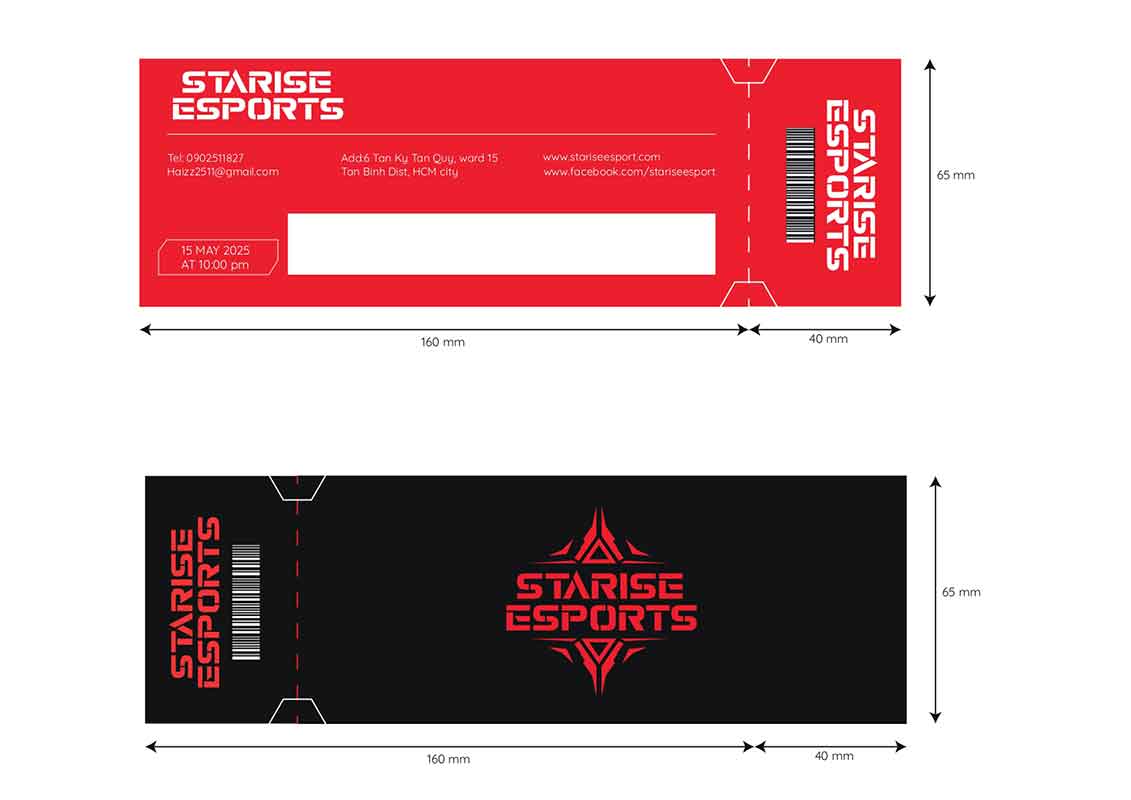 STARISE
ESPORTS
Tel: 0902511827
Haizz2511@gmail.com
Add:6 Tan Ky Tan Quy, ward 15
Tan Binh Dist, HCM city
www.stariseesport.com
www.facebook.com/stariseesport
15 MAY 2025
AT 10:00 pm
STARISE
ESPORTS
65 mm
160 mm
40 mm
STARISE
ESPORTS
STARISE
ESPORTS
65 mm
160 mm
40 mm